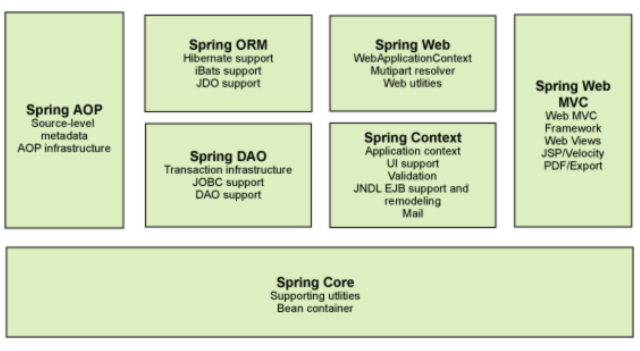 Spring AOP
Source-level
metadata
AOP infrastructure
Spring ORM
Hibernate support
iBats support
JDO support
Spring DAO
Transaction infrastructure
JOBC support
DAO support
Spring Web
WebApplicationContext
Mutipart resolver
Web utlities
Spring Context
Application context
UI support
Validation
JNDL EJB support and
remodeling
Mail
Spring Web
MVC
Web MVC
Framework
Web Views
JSP/Velocity
PDF/Export
Spring Core
Supporting utlities
Bean container